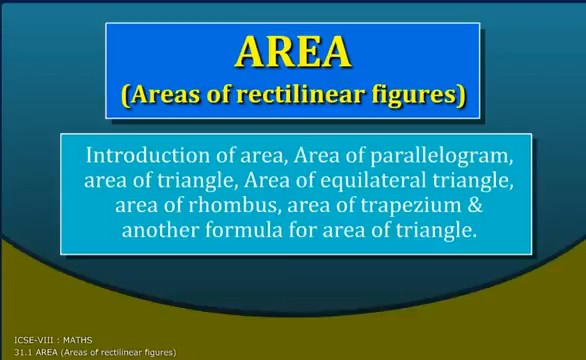 AREA
(Areas of rectilinear figures)
Introduction of area, Area of parallelogram,
area of triangle, Area of equilateral triangle,
area of rhombus, area of trapezium &
another formula for area of triangle.
ICSE-VIII : MATHS
31.1 AREA (Areas of rectilinear figures)